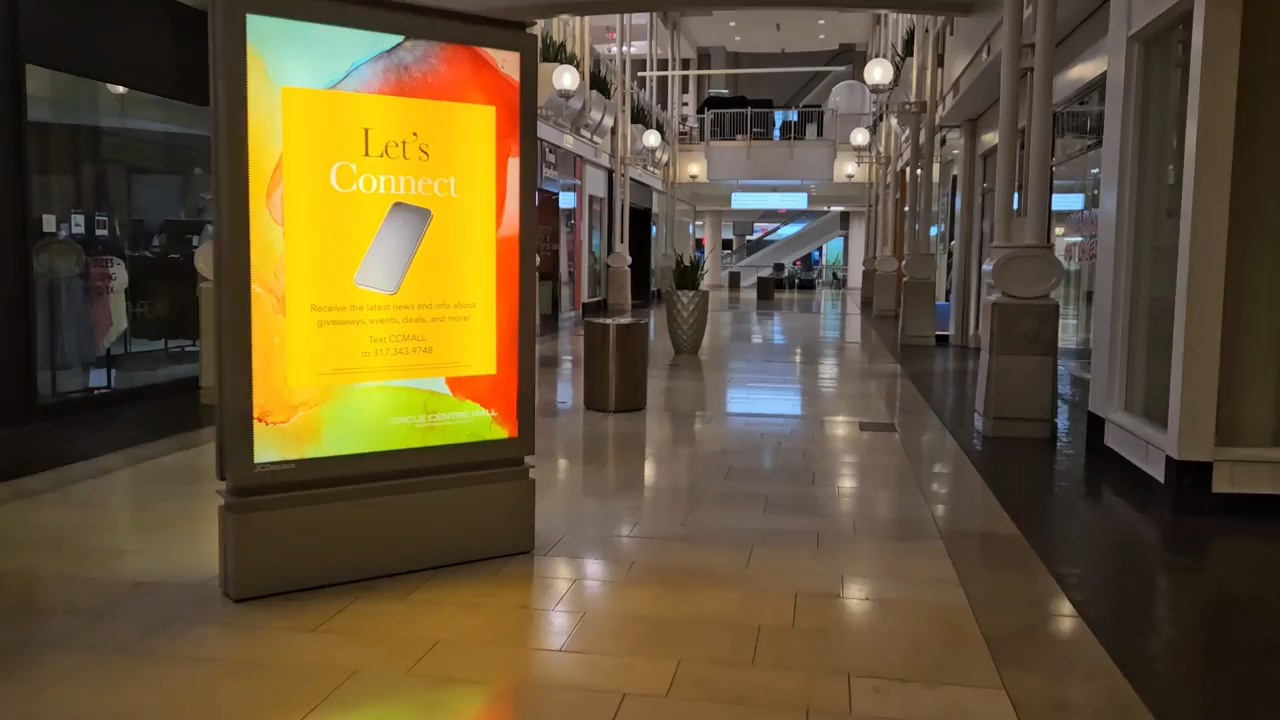 Let's
Connect
Receive the latest news and info about
giveaways, events, deals, and more!
Text CCMALL
to 317.343.9748
CIRCLE CENTRE MALL
JCDecaux